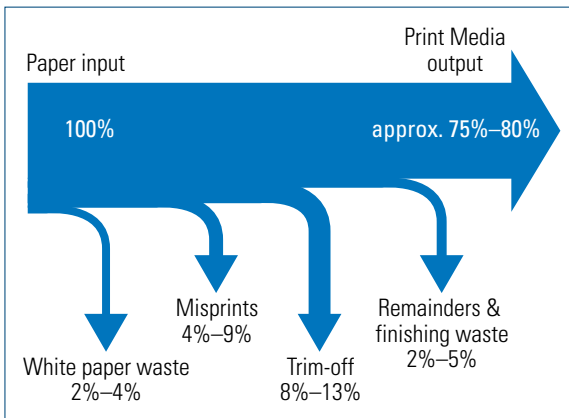 Paper input
Print Media
output
100%
approx. 75%–80%
Misprints
4%–9%
Remainders &
finishing waste
2%–5%
White paper waste
2%–4%
Trim-off
8%–13%